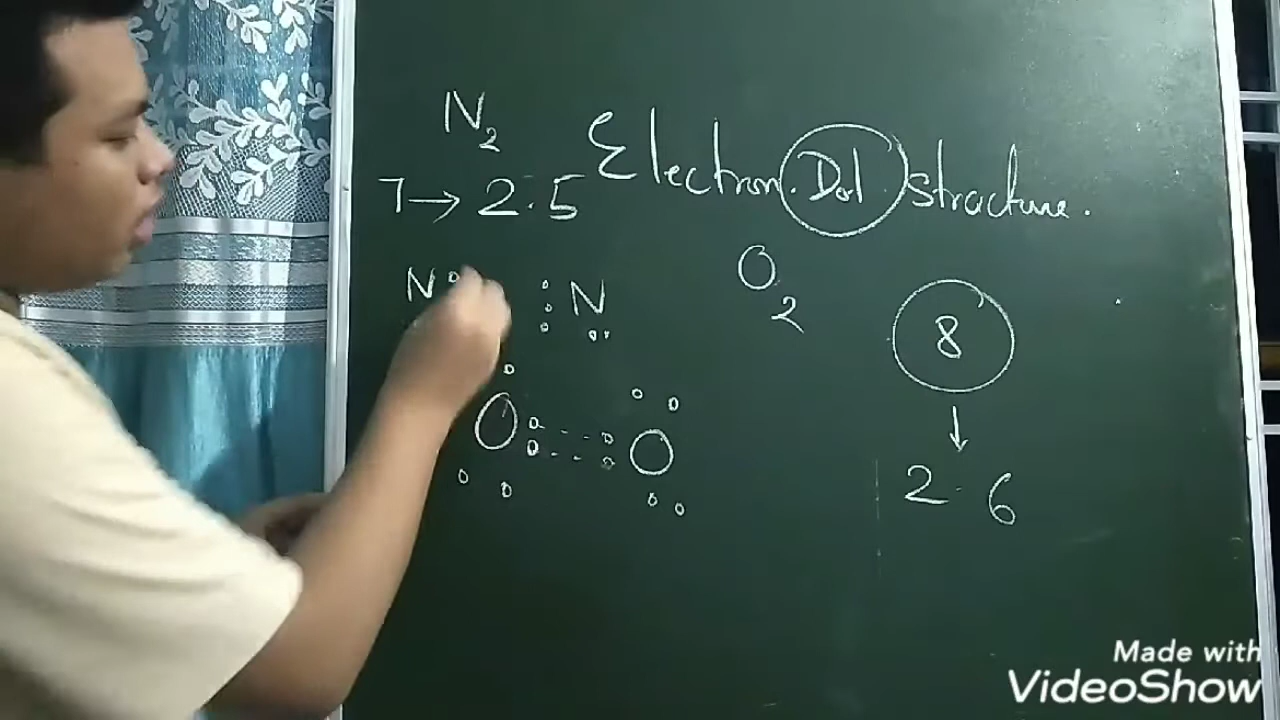 N₂
Electron Dot structure.
7→ 2.5
N N
O₂
8
O O
2. 6
Made with
VideoShow